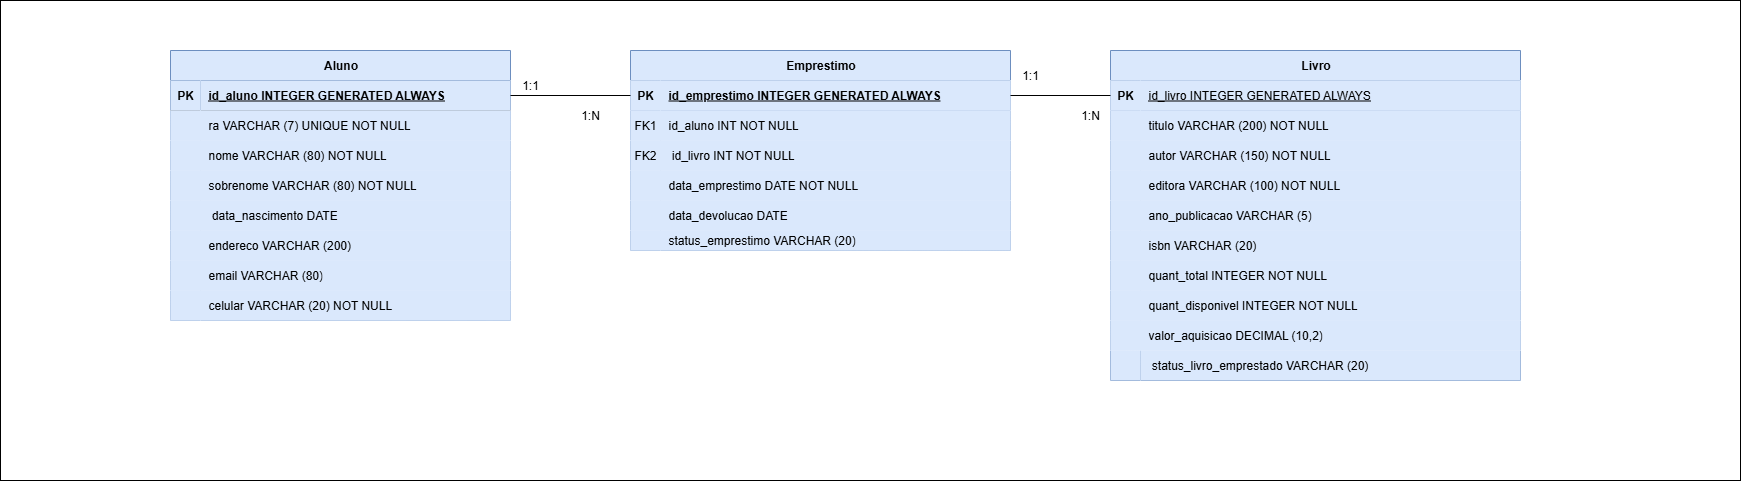 Aluno
PK id_aluno INTEGER GENERATED ALWAYS
ra VARCHAR (7) UNIQUE NOT NULL
nome VARCHAR (80) NOT NULL
sobrenome VARCHAR (80) NOT NULL
data_nascimento DATE
endereco VARCHAR (200)
email VARCHAR (80)
celular VARCHAR (20) NOT NULL
1:1
1:N
Emprestimo
PK id_emprestimo INTEGER GENERATED ALWAYS
FK1 id_aluno INT NOT NULL
FK2 id_livro INT NOT NULL
data_emprestimo DATE NOT NULL
data_devolucao DATE
status_emprestimo VARCHAR (20)
1:1
1:N
Livro
PK id_livro INTEGER GENERATED ALWAYS
titulo VARCHAR (200) NOT NULL
autor VARCHAR (150) NOT NULL
editora VARCHAR (100) NOT NULL
ano_publicacao VARCHAR (5)
isbn VARCHAR (20)
quant_total INTEGER NOT NULL
quant_disponivel INTEGER NOT NULL
valor_aquisicao DECIMAL (10,2)
status_livro_emprestado VARCHAR (20)